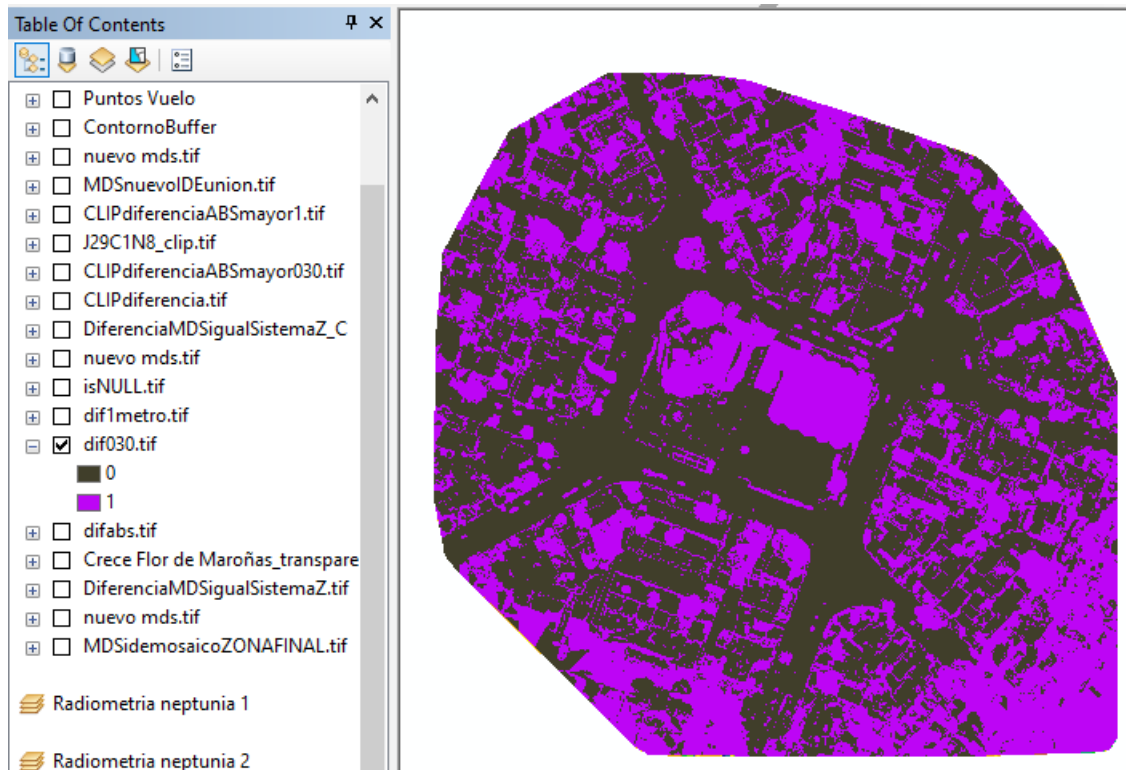 Table Of Contents
Puntos Vuelo
ContornoBuffer
nuevo mds.tif
MDSnuevoIDEunion.tif
CLIPdiferenciaABSmayor1.tif
J29C1N8_clip.tif
CLIPdiferenciaABSmayor030.tif
CLIPdiferencia.tif
DiferenciaMDSigualSistemaZ_C
nuevo mds.tif
isNULL.tif
dif1metro.tif
dif030.tif
0
1
difabs.tif
Crece Flor de Maroñas_transpare
DiferenciaMDSigualSistemaZ.tif
nuevo mds.tif
MDSidemosaicoZONAFINAL.tif
Radiometria neptunia 1
Radiometria neptunia 2